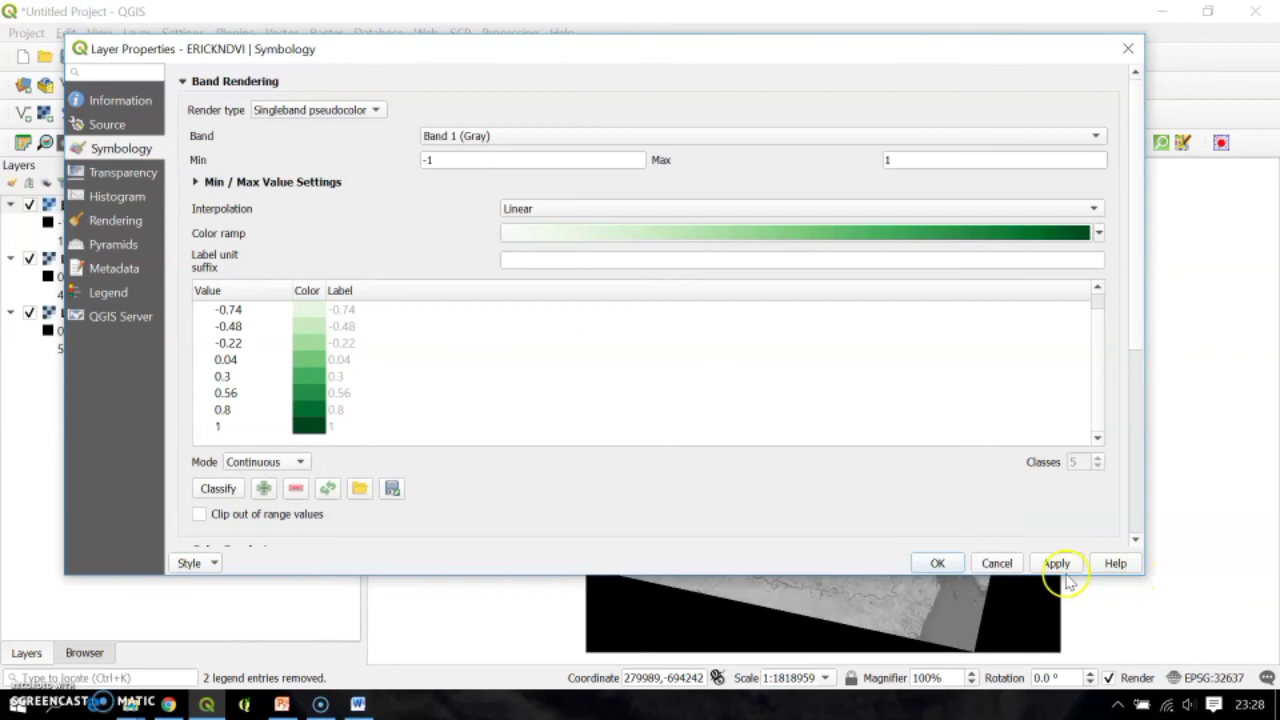 *Untitled Project - QGIS
Project Edit View Layer Settings Plugins Vector Raster Database Web SCP Processing Help
Layer Properties - ERICKNDVI | Symbology
Information
Source
Symbology
Transparency
Histogram
Rendering
Pyramids
Metadata
Legend
QGIS Server
Band Rendering
Render type Singleband pseudocolor
Band Band 1 (Gray)
Min -1 Max 1
Min / Max Value Settings
Interpolation Linear
Color ramp
Label unit
suffix
Value Color Label
-0.74 -0.74
-0.48 -0.48
-0.22 -0.22
0.04 0.04
0.3 0.3
0.56 0.56
0.8 0.8
1 1
Mode Continuous Classes 5
Classify
Clip out of range values
Style OK Cancel Apply Help
Layers
Layers Browser
Type to locate (Ctrl+K) 2 legend entries removed. Coordinate 279989,-694242 Scale 1:1818959 Magnifier 100% Rotation 0.0 ° Render EPSG:32637
RECORDED WITH
SCREENCAST MATIC
23:28